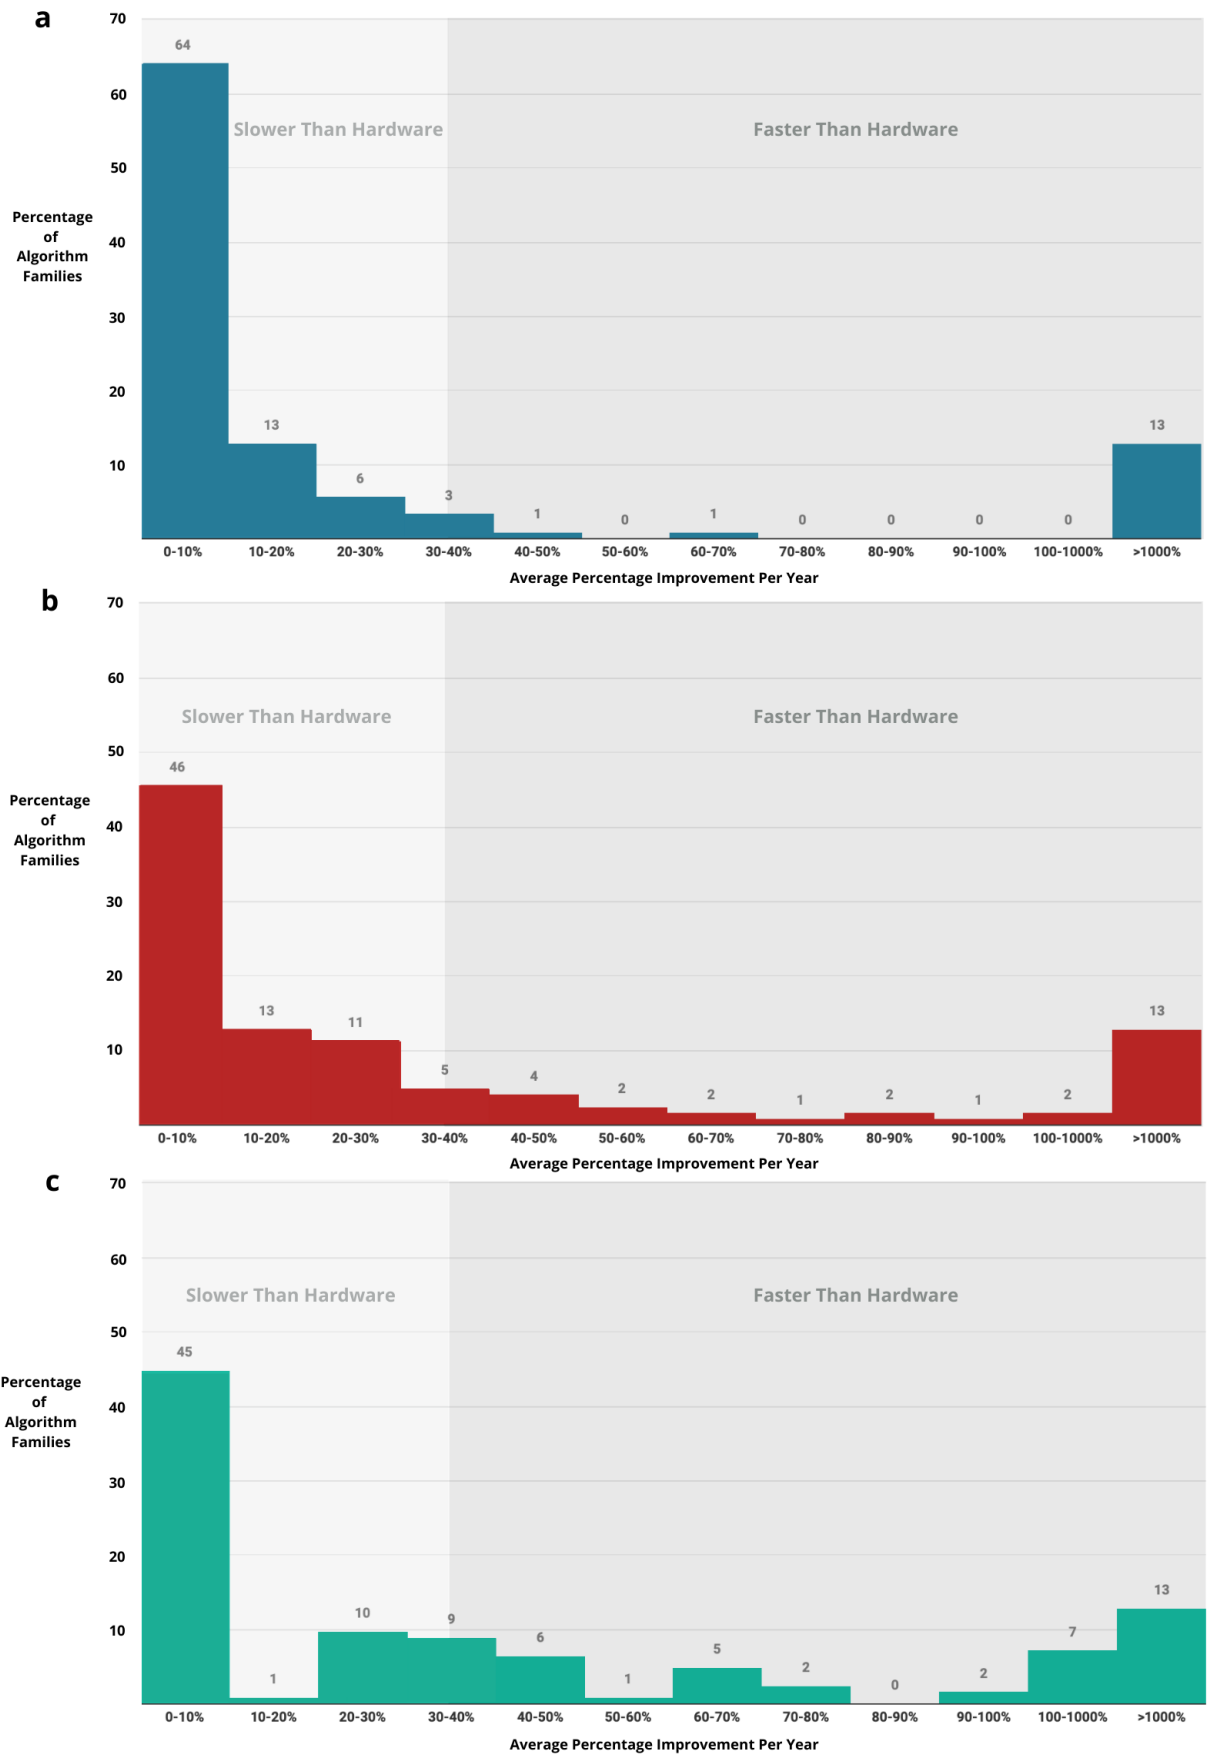 a
70
64
60
Slower Than Hardware
Faster Than Hardware
50
Percentage
of
Algorithm
Families
40
30
20
13
13
10
6
3
1
0
1
0
0
0
0
0-10% 10-20% 20-30% 30-40% 40-50% 50-60% 60-70% 70-80% 80-90% 90-100% 100-1000% >1000%
Average Percentage Improvement Per Year
b
70
60
Slower Than Hardware
Faster Than Hardware
50
46
Percentage
of
Algorithm
Families
40
30
20
13
11
13
10
5
4
2
2
1
2
1
2
0-10% 10-20% 20-30% 30-40% 40-50% 50-60% 60-70% 70-80% 80-90% 90-100% 100-1000% >1000%
Average Percentage Improvement Per Year
c
70
60
Slower Than Hardware
Faster Than Hardware
50
45
Percentage
of
Algorithm
Families
40
30
20
13
10
10
9
7
6
5
1
1
2
0
2
0-10% 10-20% 20-30% 30-40% 40-50% 50-60% 60-70% 70-80% 80-90% 90-100% 100-1000% >1000%
Average Percentage Improvement Per Year